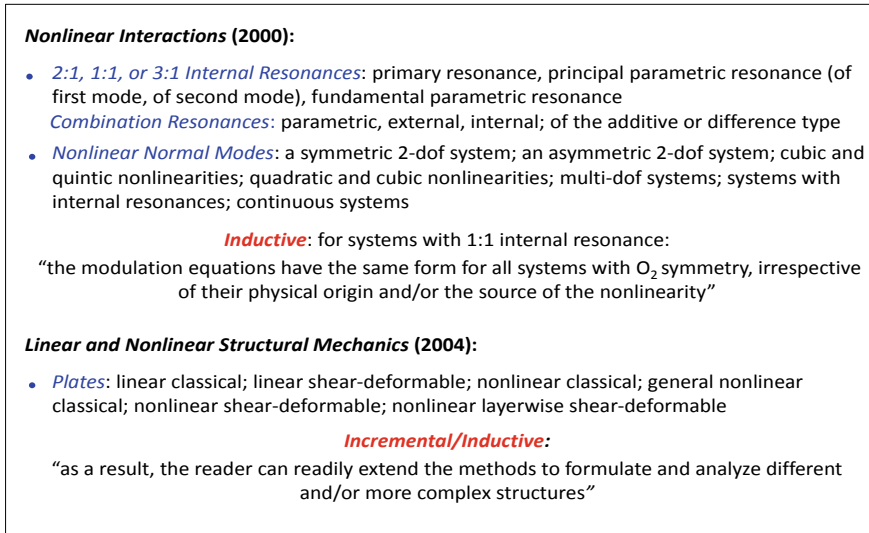 Nonlinear Interactions (2000):
• 2:1, 1:1, or 3:1 Internal Resonances: primary resonance, principal parametric resonance (of
first mode, of second mode), fundamental parametric resonance
Combination Resonances: parametric, external, internal; of the additive or difference type
• Nonlinear Normal Modes: a symmetric 2-dof system; an asymmetric 2-dof system; cubic and
quintic nonlinearities; quadratic and cubic nonlinearities; multi-dof systems; systems with
internal resonances; continuous systems
Inductive: for systems with 1:1 internal resonance:
“the modulation equations have the same form for all systems with O₂ symmetry, irrespective
of their physical origin and/or the source of the nonlinearity”
Linear and Nonlinear Structural Mechanics (2004):
• Plates: linear classical; linear shear-deformable; nonlinear classical; general nonlinear
classical; nonlinear shear-deformable; nonlinear layerwise shear-deformable
Incremental/Inductive:
“as a result, the reader can readily extend the methods to formulate and analyze different
and/or more complex structures”